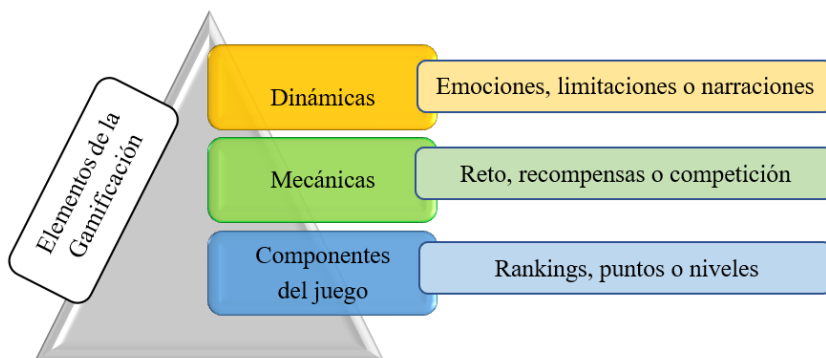 Elementos de la
Gamificación
Dinámicas
Emociones, limitaciones o narraciones
Mecánicas
Reto, recompensas o competición
Componentes
del juego
Rankings, puntos o niveles